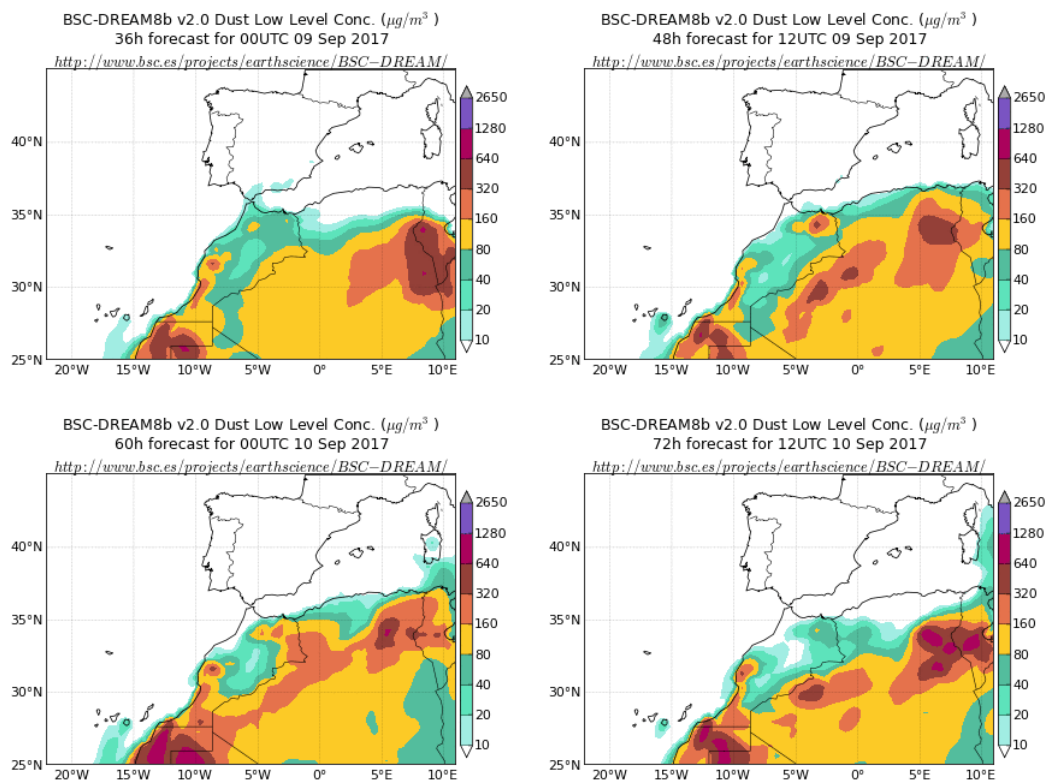 BSC-DREAM8b v2.0 Dust Low Level Conc. (μg/m³ )
36h forecast for 00UTC 09 Sep 2017
http://www.bsc.es/projects/earthscience/BSC-DREAM/
40°N
35°N
30°N
25°N
20°W 15°W 10°W 5°W 0° 5°E 10°E
2650
1280
640
320
160
80
40
20
10
BSC-DREAM8b v2.0 Dust Low Level Conc. (μg/m³ )
48h forecast for 12UTC 09 Sep 2017
http://www.bsc.es/projects/earthscience/BSC-DREAM/
40°N
35°N
30°N
25°N
20°W 15°W 10°W 5°W 0° 5°E 10°E
2650
1280
640
320
160
80
40
20
10
BSC-DREAM8b v2.0 Dust Low Level Conc. (μg/m³ )
60h forecast for 00UTC 10 Sep 2017
http://www.bsc.es/projects/earthscience/BSC-DREAM/
40°N
35°N
30°N
25°N
20°W 15°W 10°W 5°W 0° 5°E 10°E
2650
1280
640
320
160
80
40
20
10
BSC-DREAM8b v2.0 Dust Low Level Conc. (μg/m³ )
72h forecast for 12UTC 10 Sep 2017
http://www.bsc.es/projects/earthscience/BSC-DREAM/
40°N
35°N
30°N
25°N
20°W 15°W 10°W 5°W 0° 5°E 10°E
2650
1280
640
320
160
80
40
20
10